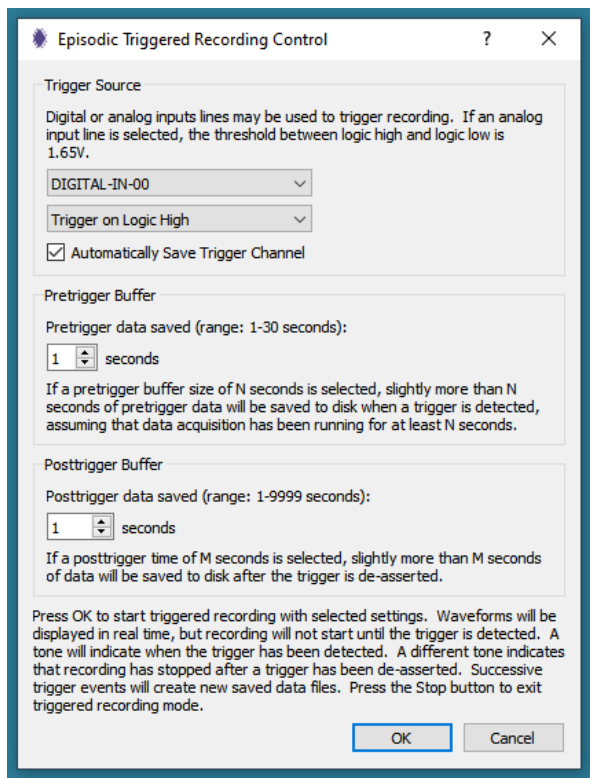 Episodic Triggered Recording Control
?
Trigger Source
Digital or analog inputs lines may be used to trigger recording.  If an analog
input line is selected, the threshold between logic high and logic low is
1.65V.
DIGITAL-IN-00
Trigger on Logic High
Automatically Save Trigger Channel
Pretrigger Buffer
Pretrigger data saved (range: 1-30 seconds):
1 seconds
If a pretrigger buffer size of N seconds is selected, slightly more than N
seconds of pretrigger data will be saved to disk when a trigger is detected,
assuming that data acquisition has been running for at least N seconds.
Posttrigger Buffer
Posttrigger data saved (range: 1-9999 seconds):
1 seconds
If a posttrigger time of M seconds is selected, slightly more than M seconds
of data will be saved to disk after the trigger is de-asserted.
Press OK to start triggered recording with selected settings.  Waveforms will be
displayed in real time, but recording will not start until the trigger is detected.  A
tone will indicate when the trigger has been detected.  A different tone indicates
that recording has stopped after a trigger has been de-asserted.  Successive
trigger events will create new saved data files.  Press the Stop button to exit
triggered recording mode.
OK Cancel